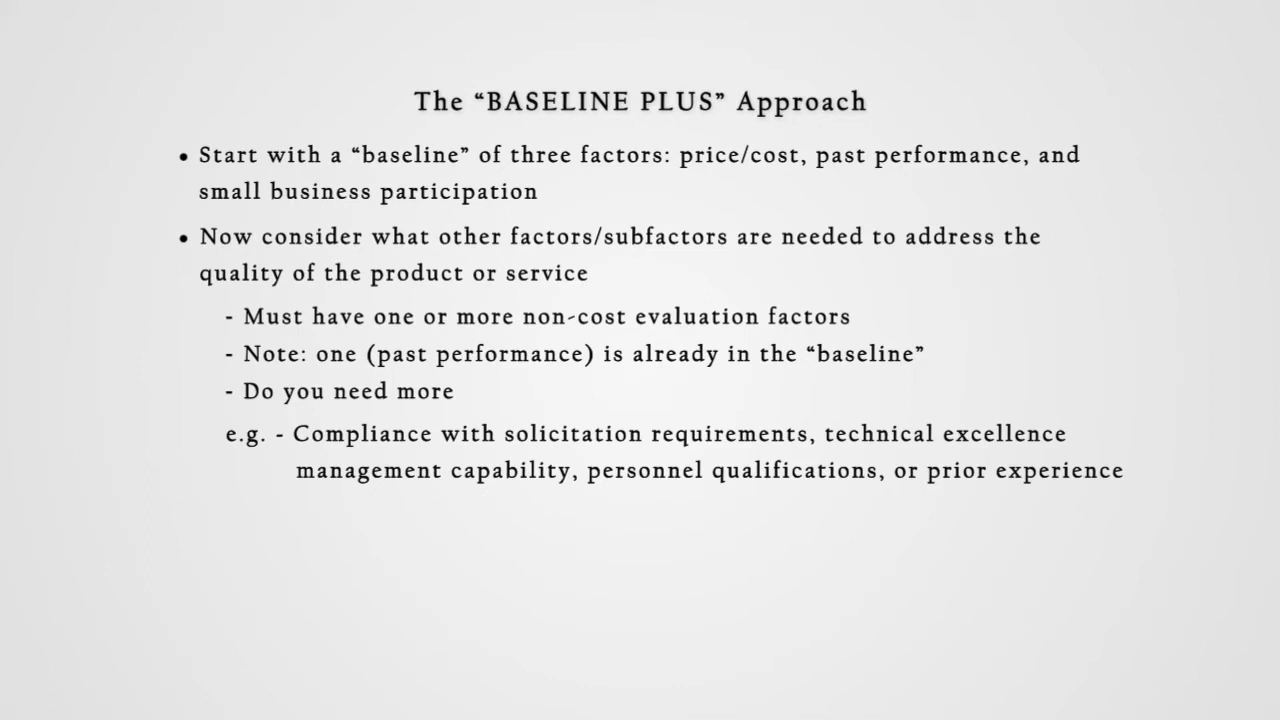 The “BASELINE PLUS” Approach
• Start with a “baseline” of three factors: price/cost, past performance, and
small business participation
• Now consider what other factors/subfactors are needed to address the
quality of the product or service
- Must have one or more non-cost evaluation factors
- Note: one (past performance) is already in the “baseline”
- Do you need more
e.g. - Compliance with solicitation requirements, technical excellence
management capability, personnel qualifications, or prior experience